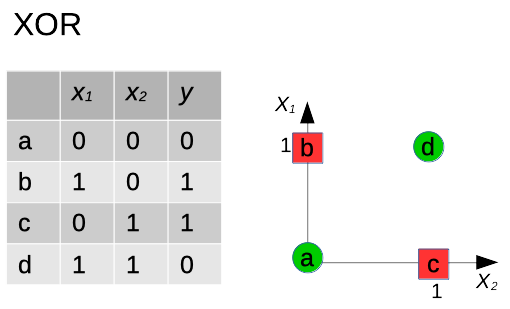 XOR
x₁ x₂ y
a 0 0 0
b 1 0 1
c 0 1 1
d 1 1 0
X₁
1 b d
a c
X₂
1